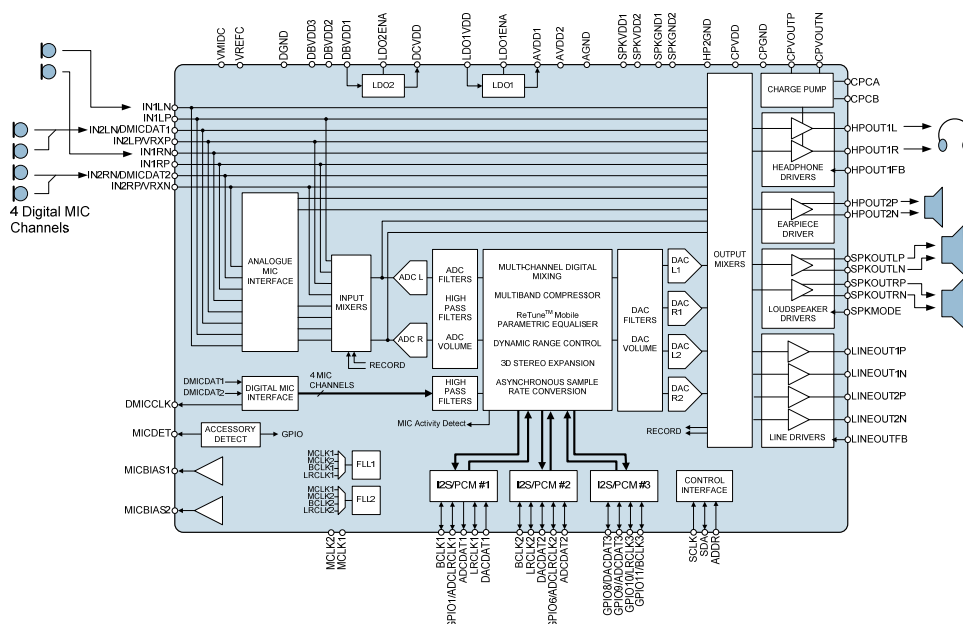 VMIDC
VREFC
DGND
DBVDD3
DBVDD2
DBVDD1
LDO2ENA
DCVDD
LDO1VDD
LDO1ENA
AVDD1
AVDD2
AGND
SPKVDD1
SPKVDD2
SPKGND1
SPKGND2
HP2GND
CPVDD
CPGND
CPVOUTP
CPVOUTN
LDO2
LDO1
CHARGE PUMP
CPCA
CPCB
IN1LN
IN1LP
IN2LN/DMICDAT1
IN2LP/VRXP
IN1RN
IN1RP
IN2RN/DMICDAT2
IN2RP/VRXN
4 Digital MIC
Channels
HPOUT1L
HPOUT1R
HPOUT1FB
HEADPHONE
DRIVERS
HPOUT2P
HPOUT2N
EARPIECE
DRIVER
SPKOUTLP
SPKOUTLN
SPKOUTRP
SPKOUTRN
SPKMODE
LOUDSPEAKER
DRIVERS
LINEOUT1P
LINEOUT1N
LINEOUT2P
LINEOUT2N
LINEOUTFB
LINE DRIVERS
ANALOGUE
MIC
INTERFACE
INPUT
MIXERS
RECORD
ADC L
ADC R
ADC
FILTERS
HIGH
PASS
FILTERS
ADC
VOLUME
HIGH
PASS
FILTERS
MULTI-CHANNEL DIGITAL
MIXING
MULTIBAND COMPRESSOR
ReTune™ Mobile
PARAMETRIC EQUALISER
DYNAMIC RANGE CONTROL
3D STEREO EXPANSION
ASYNCHRONOUS SAMPLE
RATE CONVERSION
DAC
FILTERS
DAC
VOLUME
DAC
L1
DAC
R1
DAC
L2
DAC
R2
OUTPUT
MIXERS
RECORD
DMICDAT1
DMICDAT2
DIGITAL MIC
INTERFACE
4 MIC
CHANNELS
DMICCLK
MICDET
ACCESSORY
DETECT
GPIO
MIC Activity Detect
MICBIAS1
MICBIAS2
MCLK1
MCLK2
BCLK1
LRCLK1
FLL1
MCLK1
MCLK2
BCLK2
LRCLK2
FLL2
I2S/PCM #1
I2S/PCM #2
I2S/PCM #3
CONTROL
INTERFACE
MCLK2
MCLK1
BCLK1
GPIO1/ADCLRCLK1
ADCDAT1
LRCLK1
DACDAT1
BCLK2
LRCLK2
DACDAT2
GPIO6/ADCLRCLK2
ADCDAT2
GPIO8/DACDAT3
GPIO9/ADCDAT3
GPIO10/LRCLK3
GPIO11/BCLK3
SCLK
SDA
ADDR